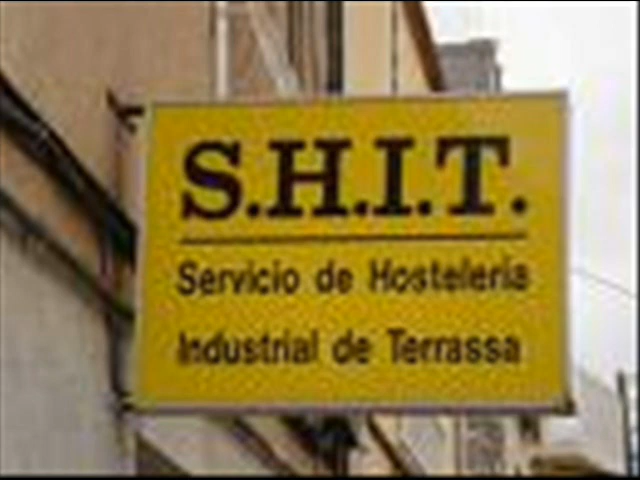 S.H.I.T.
Servicio de Hosteleria
Industrial de Terrassa